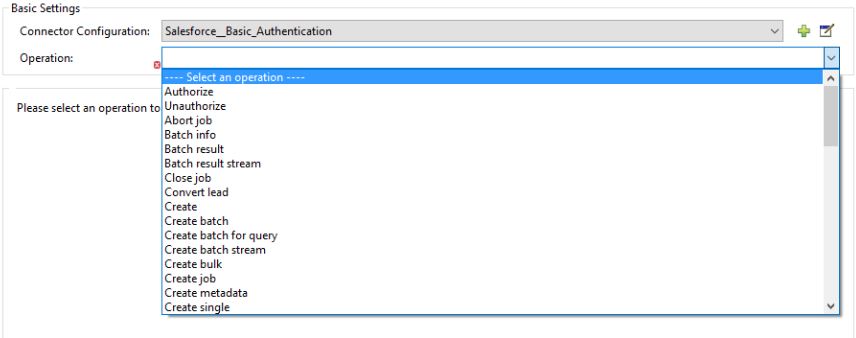 Basic Settings
Connector Configuration: Salesforce__Basic_Authentication
Operation:
---- Select an operation ----
Authorize
Unauthorize
Please select an operation to
Abort job
Batch info
Batch result
Batch result stream
Close job
Convert lead
Create
Create batch
Create batch for query
Create batch stream
Create bulk
Create job
Create metadata
Create single